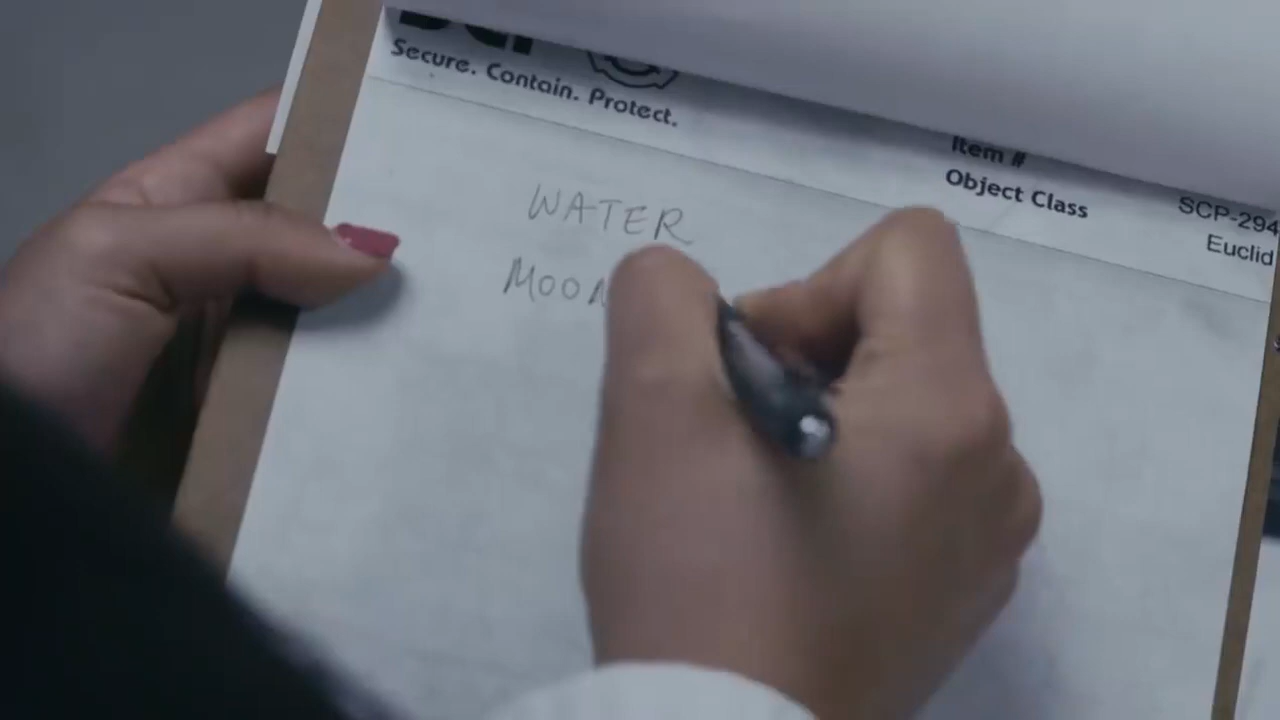 Secure. Contain. Protect.
Item #
SCP-294
Object Class
Euclid
WATER
MOON